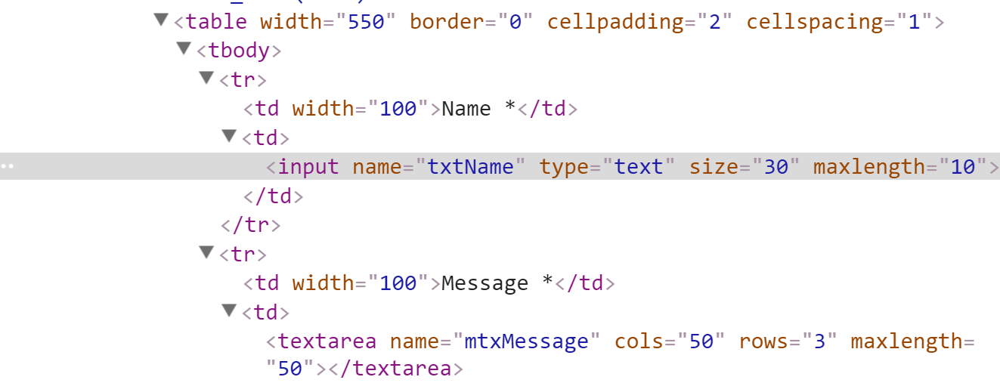 <table width="550" border="0" cellpadding="2" cellspacing="1">
<tbody>
<tr>
<td width="100">Name *</td>
<td>
<input name="txtName" type="text" size="30" maxlength="10">
</td>
</tr>
<tr>
<td width="100">Message *</td>
<td>
<textarea name="mtxMessage" cols="50" rows="3" maxlength=
"50"></textarea>